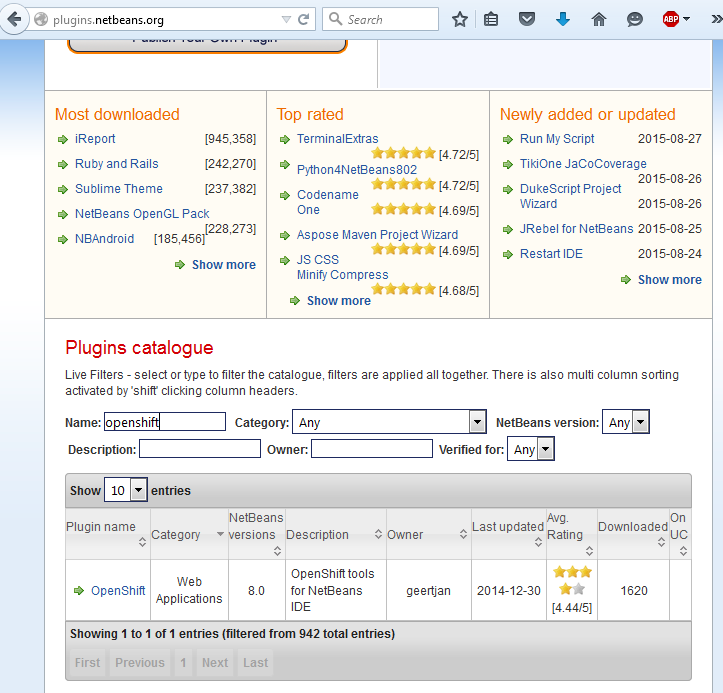 plugins.netbeans.org
Search
ABP
Publish Your Own Plugin
Most downloaded
iReport [945,358]
Ruby and Rails [242,270]
Sublime Theme [237,382]
NetBeans OpenGL Pack
[228,273]
NBAndroid [185,456]
Show more
Top rated
TerminalExtras
[4.72/5]
Python4NetBeans802
[4.72/5]
Codename
One [4.69/5]
Aspose Maven Project Wizard
[4.69/5]
JS CSS
Minify Compress
[4.68/5]
Show more
Newly added or updated
Run My Script 2015-08-27
TikiOne JaCoCoverage
2015-08-26
DukeScript Project
Wizard 2015-08-26
JRebel for NetBeans 2015-08-25
Restart IDE 2015-08-24
Show more
Plugins catalogue
Live Filters - select or type to filter the catalogue, filters are applied all together. There is also multi column sorting
activated by 'shift' clicking column headers.
Name: openshift Category: Any NetBeans version: Any
Description: Owner: Verified for: Any
Show 10 entries
Plugin name Category NetBeans versions Description Owner Last updated Avg. Rating Downloaded On UC
OpenShift Web Applications 8.0 OpenShift tools for NetBeans IDE geertjan 2014-12-30 [4.44/5] 1620
Showing 1 to 1 of 1 entries (filtered from 942 total entries)
First Previous 1 Next Last